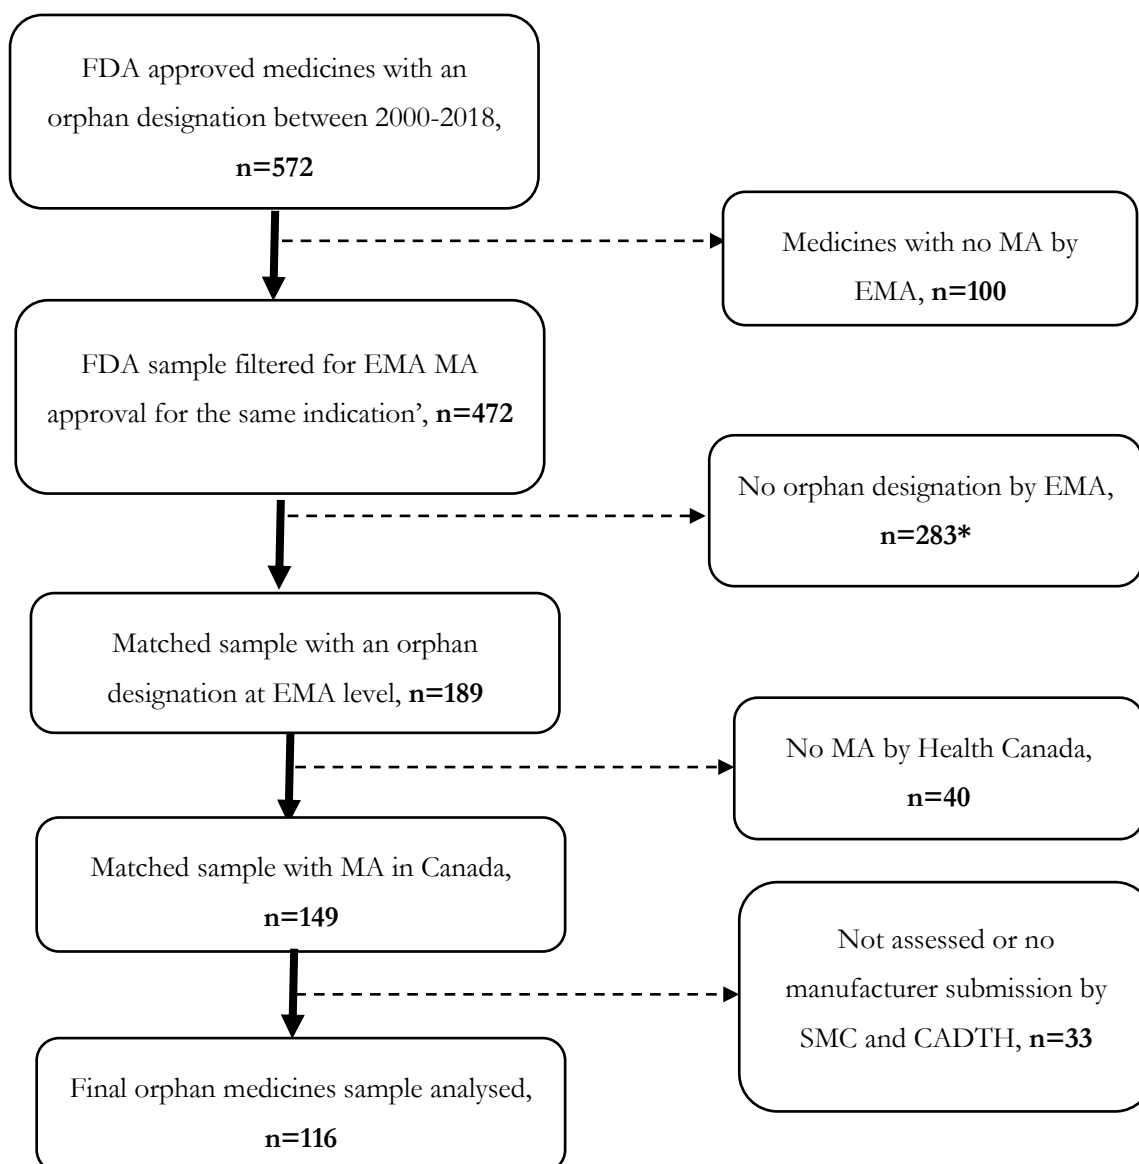 FDA approved medicines with an
orphan designation between 2000-2018,
n=572
Medicines with no MA by
EMA, n=100
FDA sample filtered for EMA MA
approval for the same indication’, n=472
No orphan designation by EMA,
n=283*
Matched sample with an orphan
designation at EMA level, n=189
No MA by Health Canada,
n=40
Matched sample with MA in Canada,
n=149
Not assessed or no
manufacturer submission by
SMC and CADTH, n=33
Final orphan medicines sample analysed,
n=116